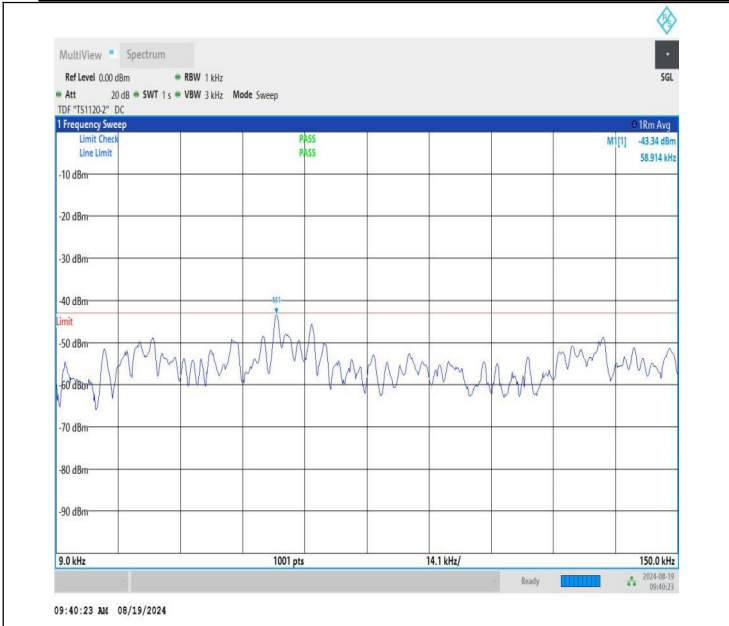 R S
MultiView Spectrum
Ref Level 0.00 dBm RBW 1 kHz SGL
Att 20 dB SWT 1 s VBW 3 kHz Mode Sweep
TDF "TS1120-2" DC
1 Frequency Sweep 1Rm Avg
Limit Check PASS M1[1] -43.34 dBm
Line Limit PASS 58.914 kHz
-10 dBm
-20 dBm
-30 dBm
-40 dBm
M1
Limit
-50 dBm
-60 dBm
-70 dBm
-80 dBm
-90 dBm
9.0 kHz 1001 pts 14.1 kHz/ 150.0 kHz
Ready 2024-08-19
09:40:23
09:40:23 AM 08/19/2024